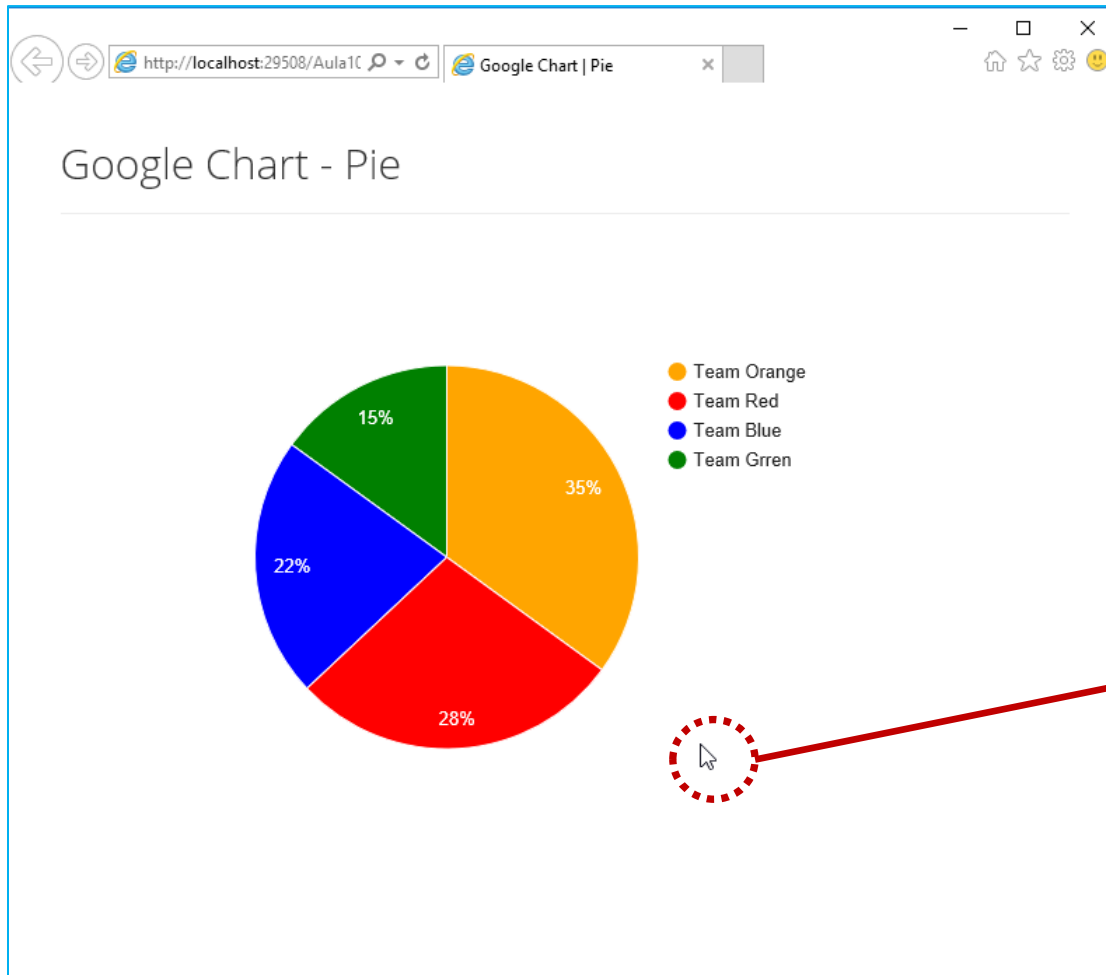 http://localhost:29508/Aula10
Google Chart | Pie
Google Chart - Pie
Team Orange
Team Red
Team Blue
Team Grren
15%
35%
22%
28%